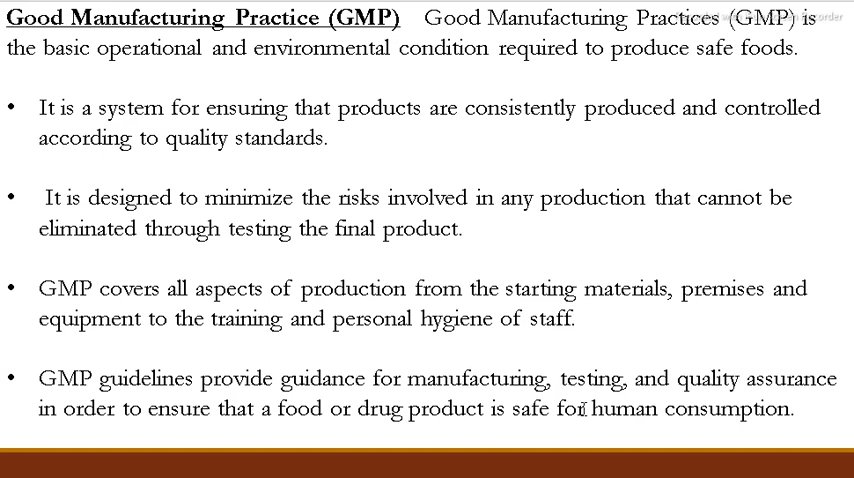 Good Manufacturing Practice (GMP) Good Manufacturing Practices (GMP) is
the basic operational and environmental condition required to produce safe foods.
• It is a system for ensuring that products are consistently produced and controlled
according to quality standards.
• It is designed to minimize the risks involved in any production that cannot be
eliminated through testing the final product.
• GMP covers all aspects of production from the starting materials, premises and
equipment to the training and personal hygiene of staff.
• GMP guidelines provide guidance for manufacturing, testing, and quality assurance
in order to ensure that a food or drug product is safe for human consumption.